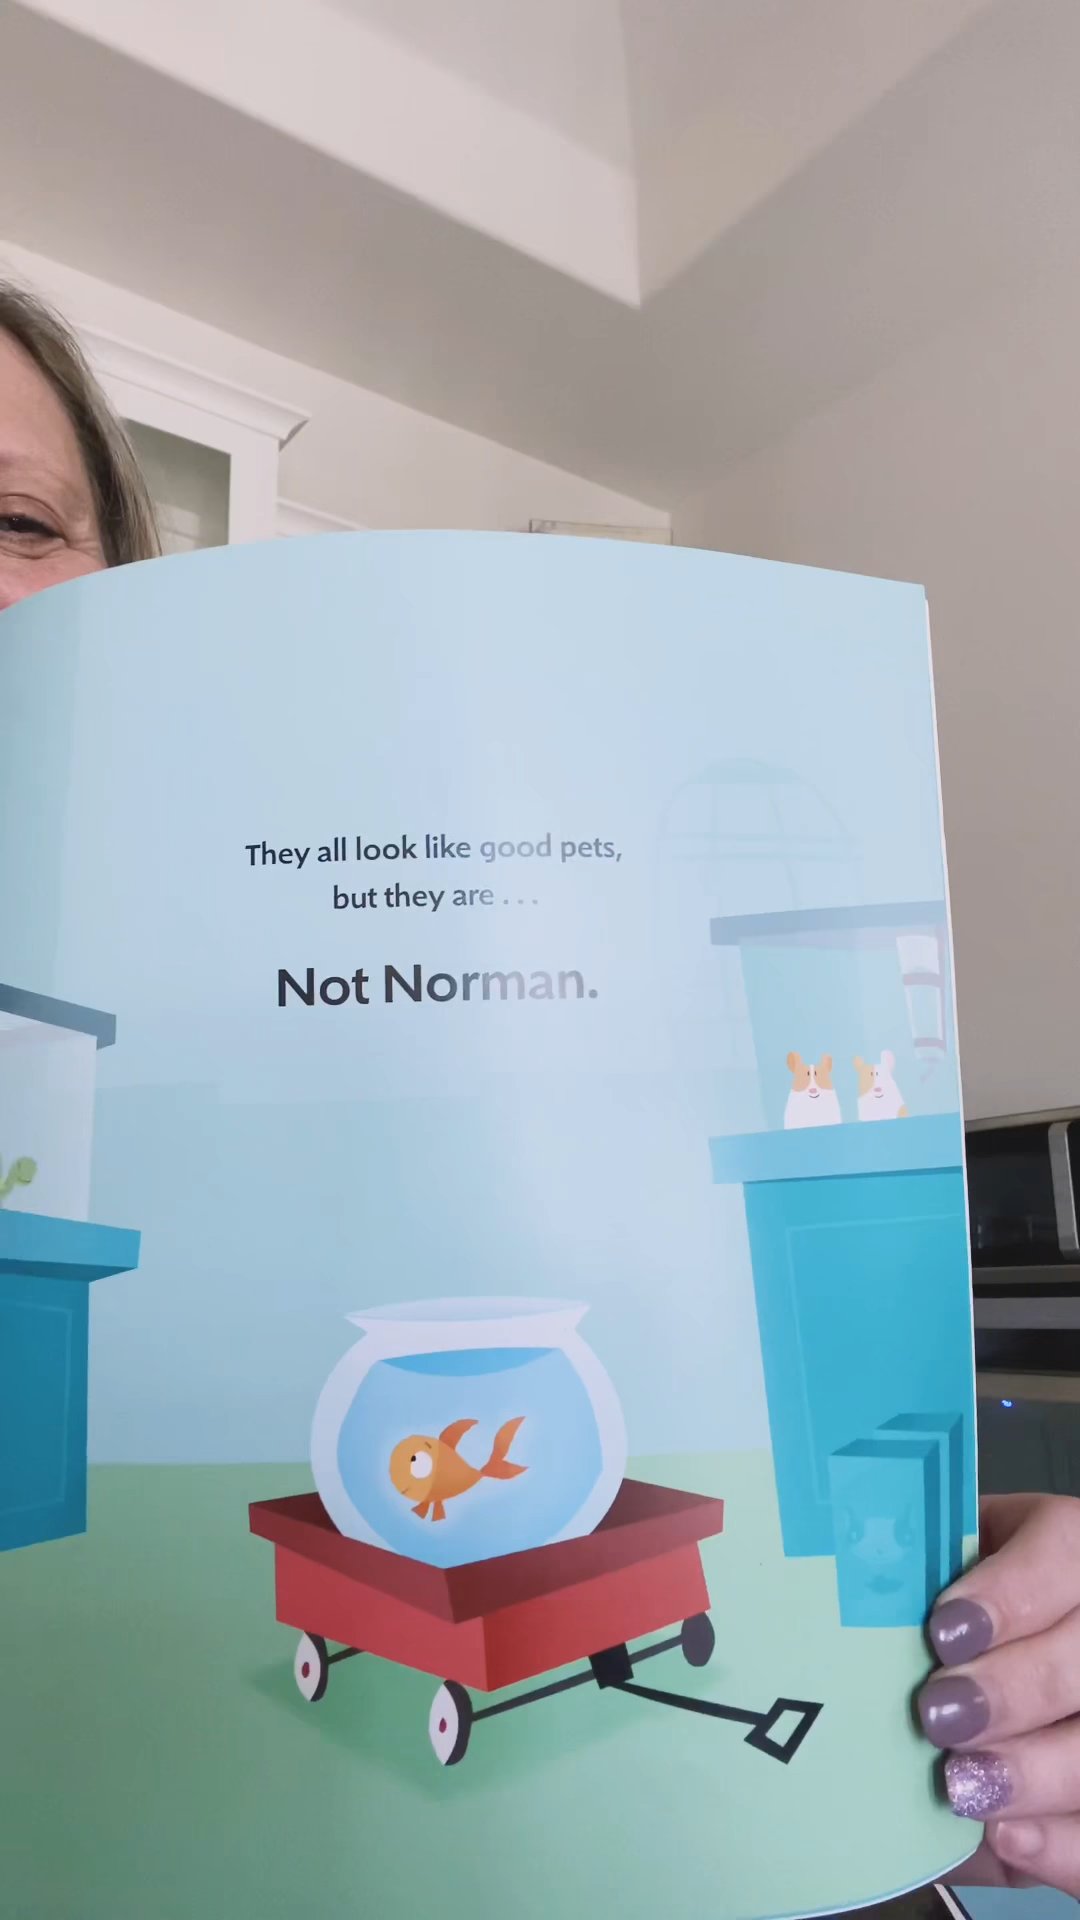 They all look like good pets,
but they are . . .
Not Norman.